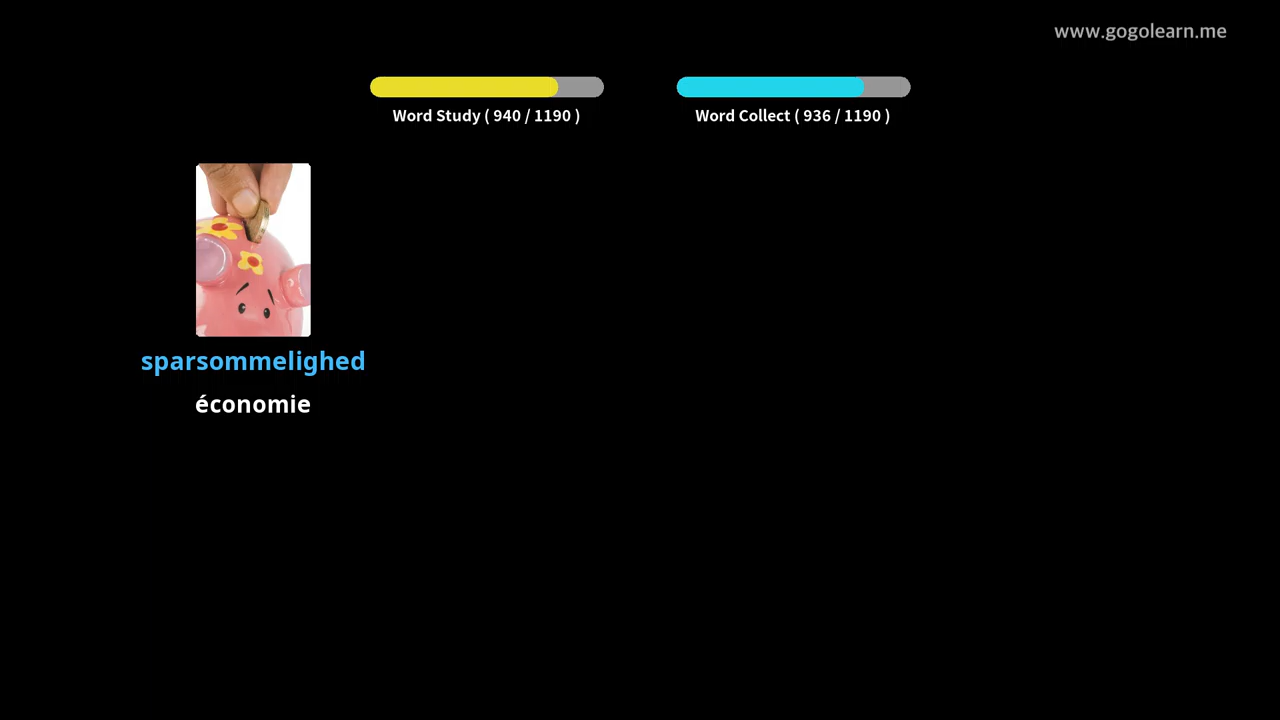 www.gogolearn.me
Word Study ( 940 / 1190 )
Word Collect ( 936 / 1190 )
sparsommelighed
économie